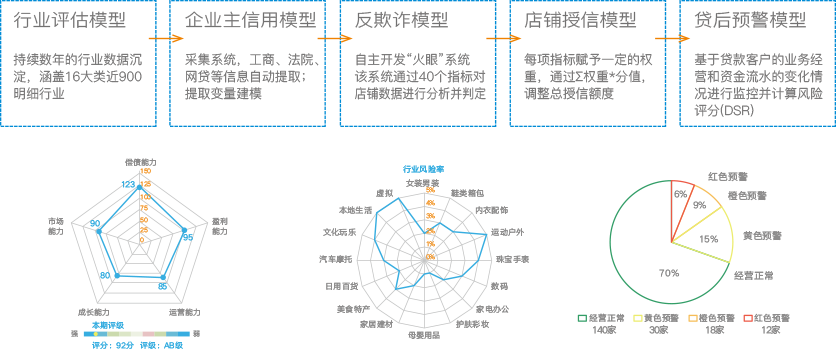 行业评估模型
持续数年的行业数据沉
淀，涵盖16大类近900
明细行业
企业主信用模型
采集系统，工商、法院、
网贷等信息自动提取；
提取变量建模
反欺诈模型
自主开发“火眼”系统
该系统通过40个指标对
店铺数据进行分析并判定
店铺授信模型
每项指标赋予一定的权
重，通过Σ权重*分值，
调整总授信额度
贷后预警模型
基于贷款客户的业务经
营和资金流水的变化情
况进行监控并计算风险
评分(DSR)
偿债能力
150
125
100
75
50
25
0
123
盈利
能力
95
运营能力
85
成长能力
80
市场
能力
90
本期评级
强
弱
评分：92分 评级：AB级
行业风险率
女装男装
5%
4%
3%
2%
1%
0%
鞋类箱包
内衣配饰
运动户外
珠宝手表
数码
家电办公
护肤彩妆
母婴用品
家居建材
美食特产
日用百货
汽车摩托
文化玩乐
本地生活
虚拟
红色预警
6%
橙色预警
9%
黄色预警
15%
经营正常
70%
经营正常 黄色预警 橙色预警 红色预警
140家 30家 18家 12家